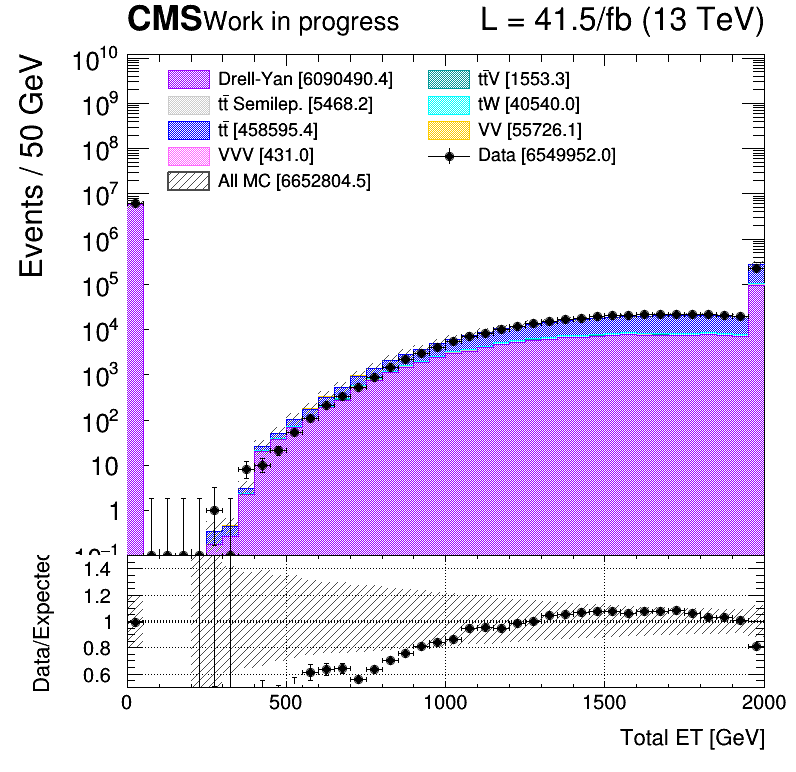 CMS Work in progress L = 41.5/fb (13 TeV)
Events / 50 GeV
10^10
10^9
10^8
10^7
10^6
10^5
10^4
10^3
10^2
10
1
10^−1
Drell-Yan [6090490.4]
tt̄ Semilep. [5468.2]
tt̄ [458595.4]
VVV [431.0]
All MC [6652804.5]
tt̄V [1553.3]
tW [40540.0]
VV [55726.1]
Data [6549952.0]
Data/Expected
1.4
1.2
1
0.8
0.6
0 500 1000 1500 2000
Total ET [GeV]